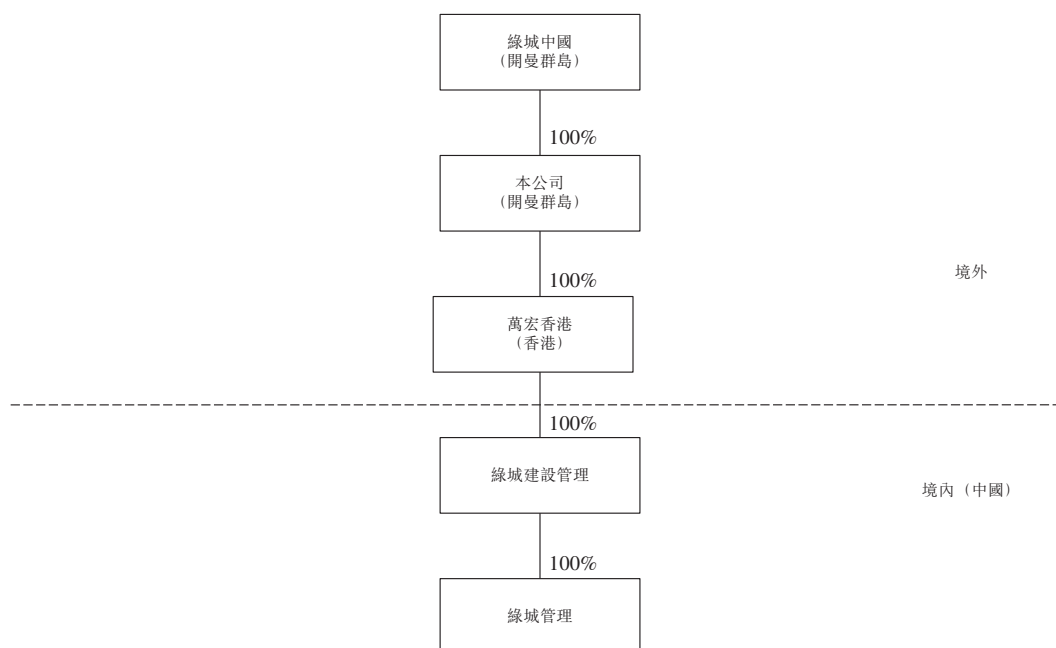 綠城中國
（開曼群島）
100%
本公司
（開曼群島）
100%
境外
萬宏香港
（香港）
100%
綠城建設管理
境內（中國）
100%
綠城管理